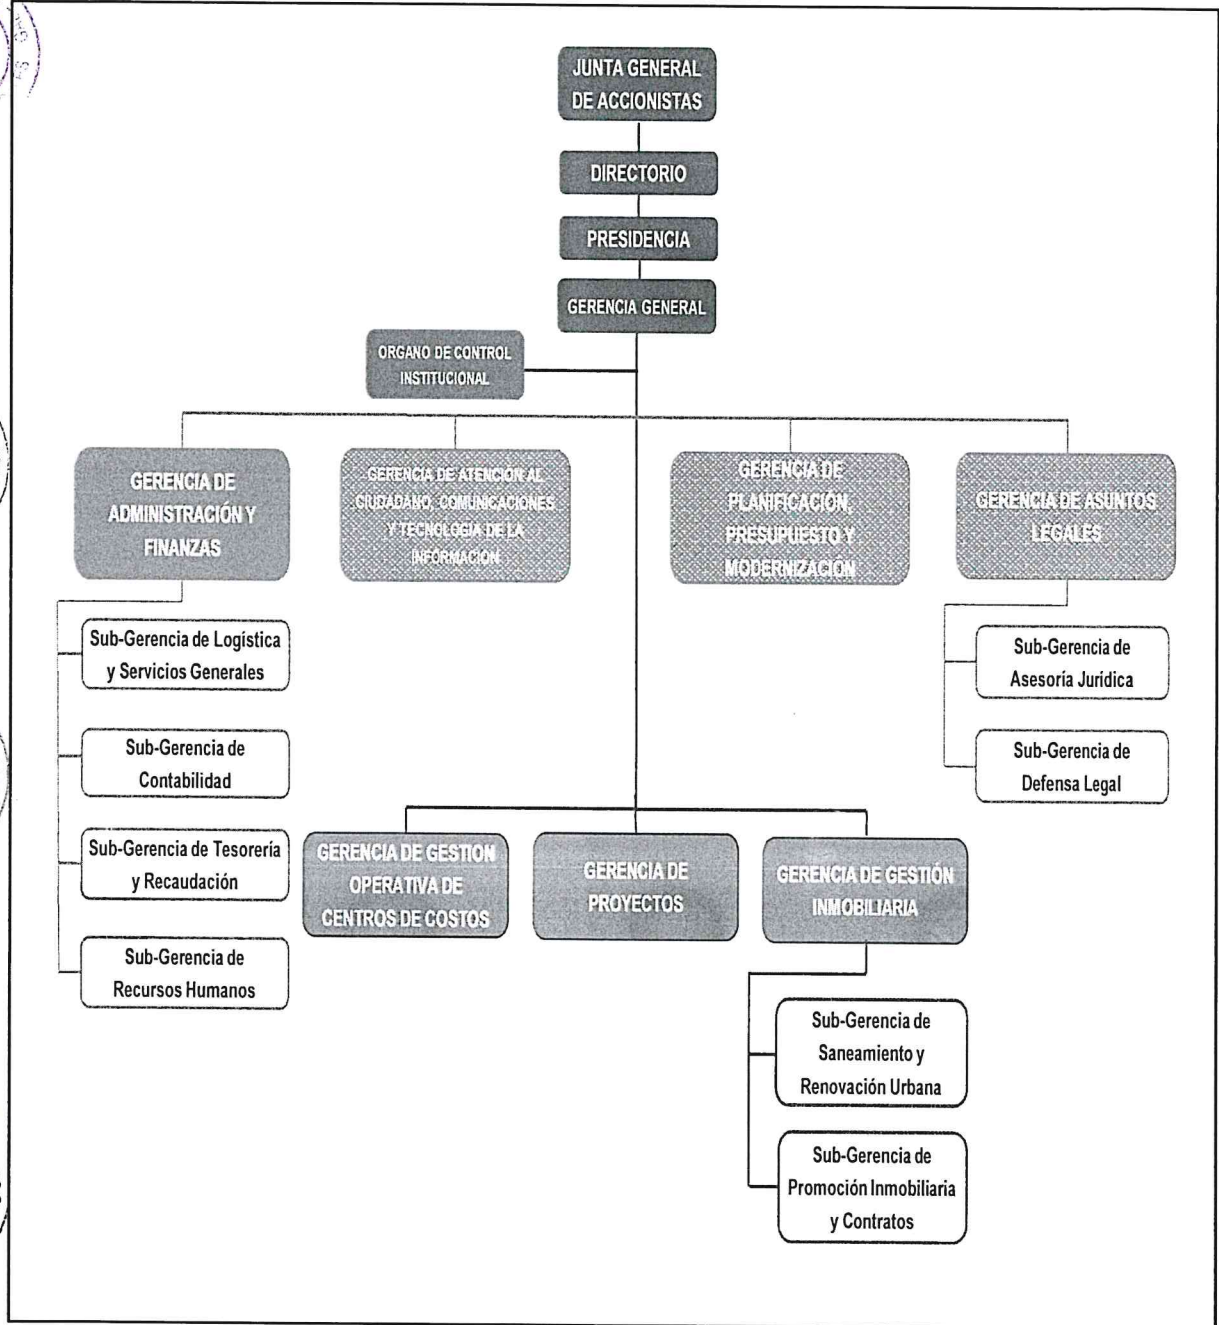 JUNTA GENERAL
DE ACCIONISTAS
DIRECTORIO
PRESIDENCIA
GERENCIA GENERAL
ORGANO DE CONTROL
INSTITUCIONAL
GERENCIA DE
ADMINISTRACIÓN Y
FINANZAS
GERENCIA DE ATENCIÓN AL
CIUDADANO, COMUNICACIONES
Y TECNOLOGIA DE LA
INFORMACION
GERENCIA DE
PLANIFICACIÓN,
PRESUPUESTO Y
MODERNIZACIÓN
GERENCIA DE ASUNTOS
LEGALES
Sub-Gerencia de Logística
y Servicios Generales
Sub-Gerencia de
Contabilidad
Sub-Gerencia de Tesorería
y Recaudación
Sub-Gerencia de
Recursos Humanos
Sub-Gerencia de
Asesoría Jurídica
Sub-Gerencia de
Defensa Legal
GERENCIA DE GESTION
OPERATIVA DE
CENTROS DE COSTOS
GERENCIA DE
PROYECTOS
GERENCIA DE GESTIÓN
INMOBILIARIA
Sub-Gerencia de
Saneamiento y
Renovación Urbana
Sub-Gerencia de
Promoción Inmobiliaria
y Contratos